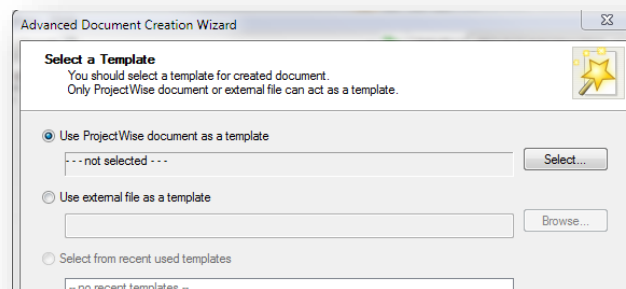 Advanced Document Creation Wizard
Select a Template
You should select a template for created document.
Only ProjectWise document or external file can act as a template.
Use ProjectWise document as a template
- - - not selected - - -
Select...
Use external file as a template
Browse...
Select from recent used templates
-- no recent templates --